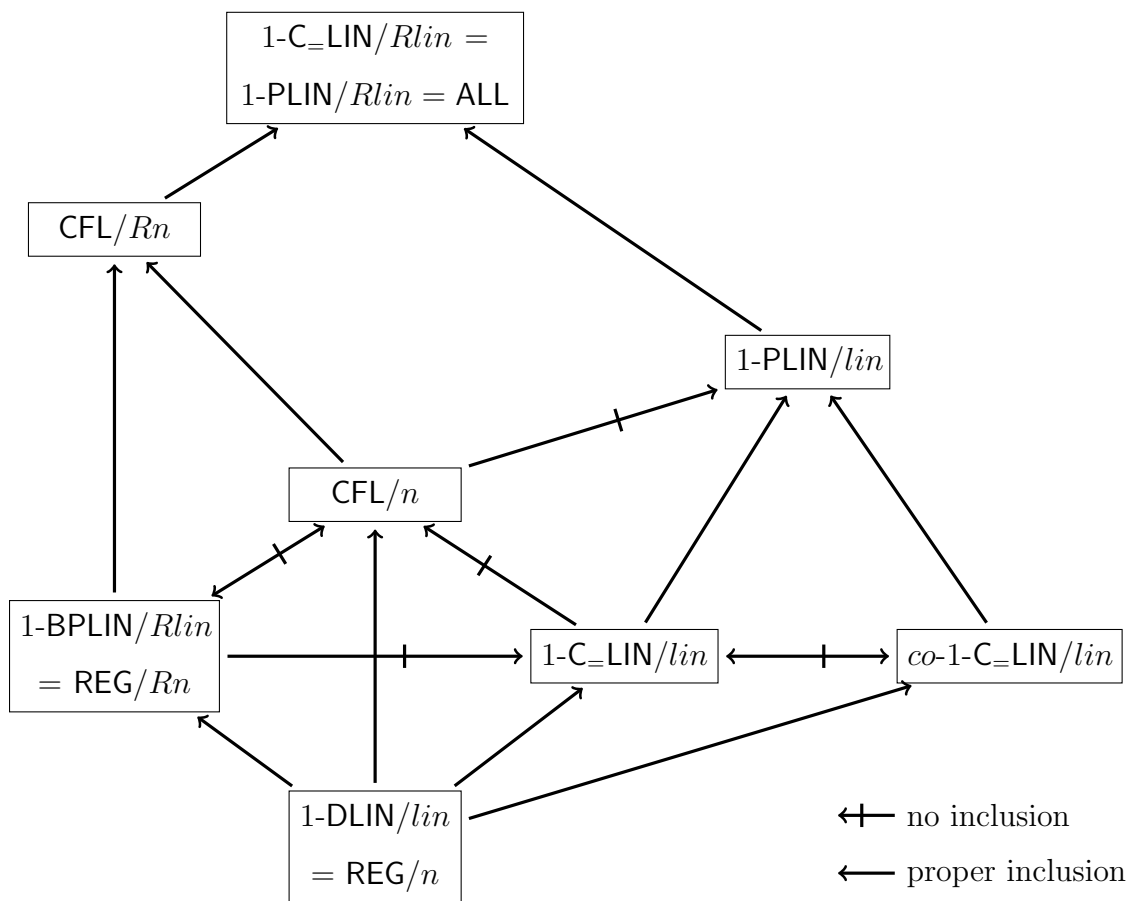 1-C₌LIN/Rlin =
1-PLIN/Rlin = ALL
CFL/Rn
1-PLIN/lin
CFL/n
1-BPLIN/Rlin
= REG/Rn
1-C₌LIN/lin
co-1-C₌LIN/lin
1-DLIN/lin
= REG/n
no inclusion
proper inclusion